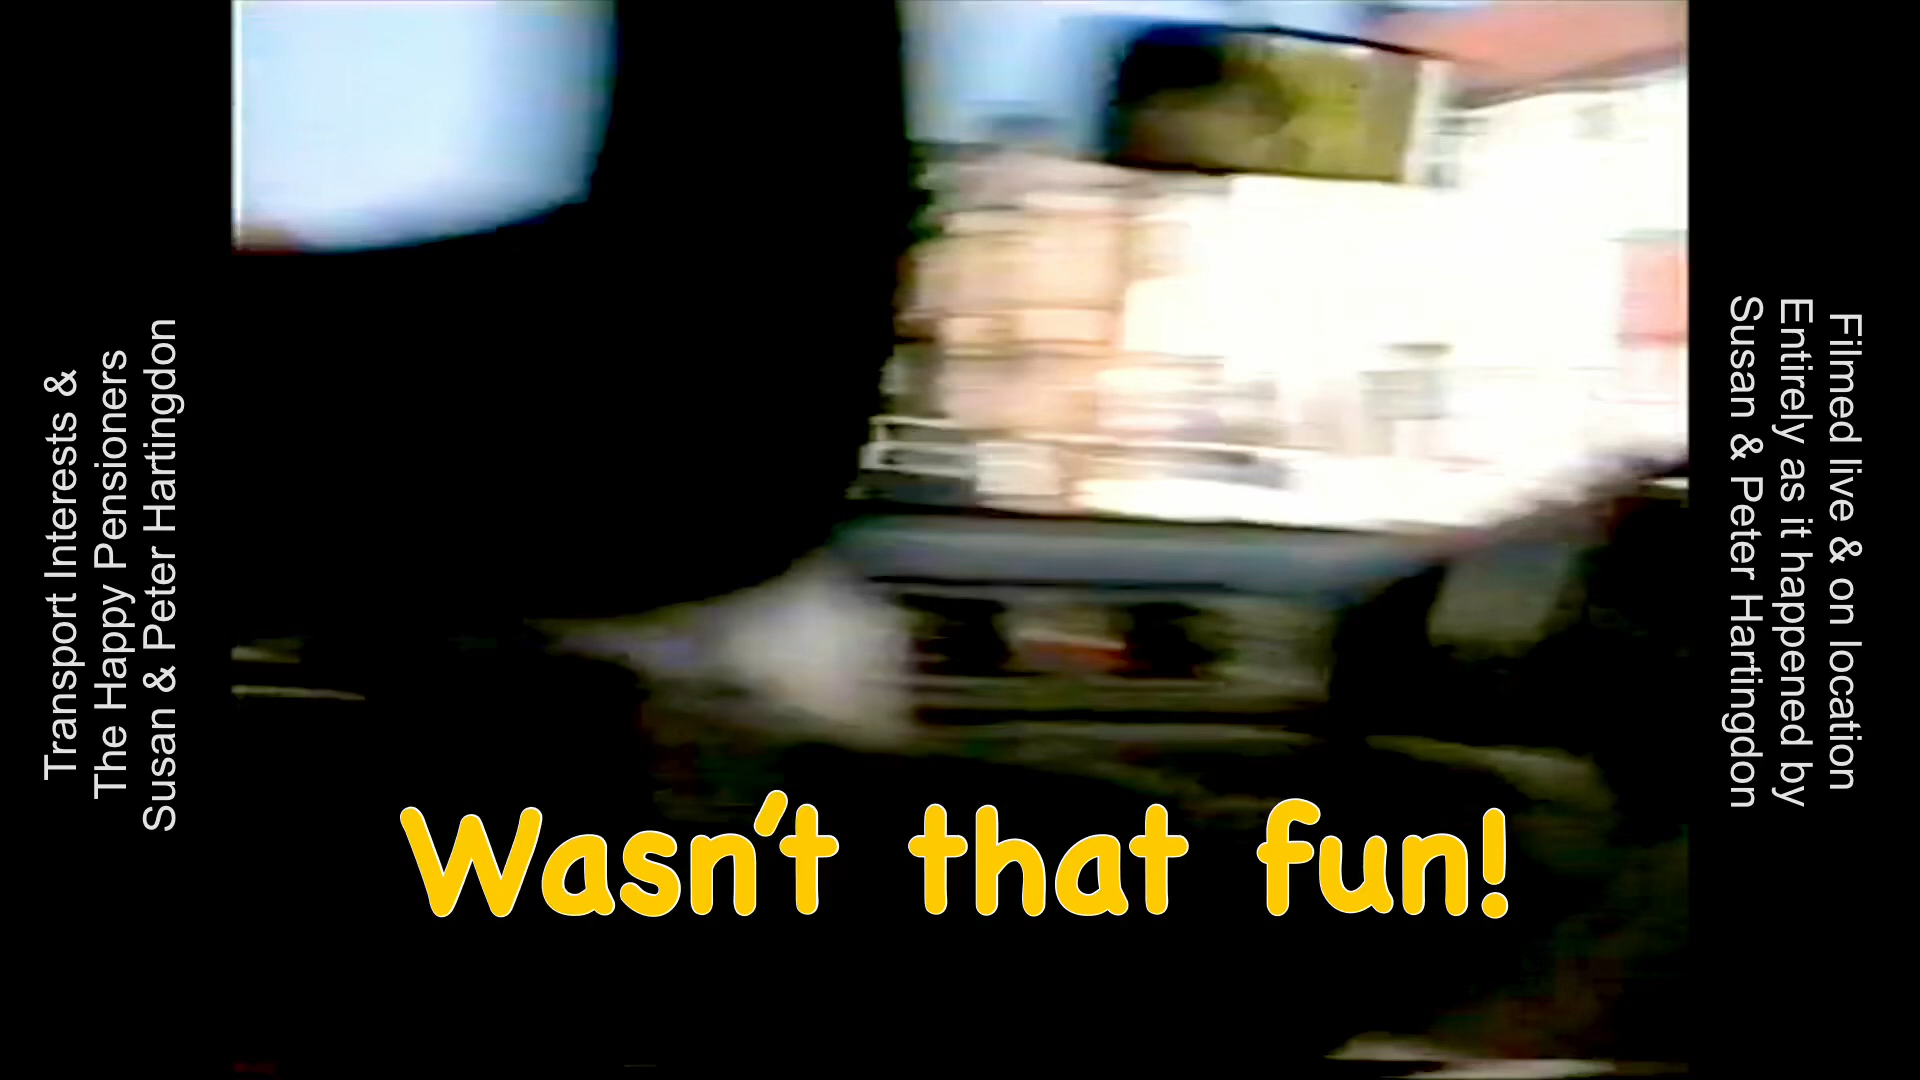 Transport Interests &
The Happy Pensioners
Susan & Peter Hartingdon
Wasn't that fun!
Filmed live & on location
Entirely as it happened by
Susan & Peter Hartingdon